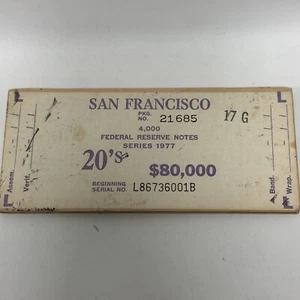 SAN FRANCISCO
PKG. NO. 21685 17 G
4,000
FEDERAL RESERVE NOTES
SERIES 1977
20's $80,000
BEGINNING SERIAL NO. L86736001B
Assem.
Verif.
Band.
Wrap.